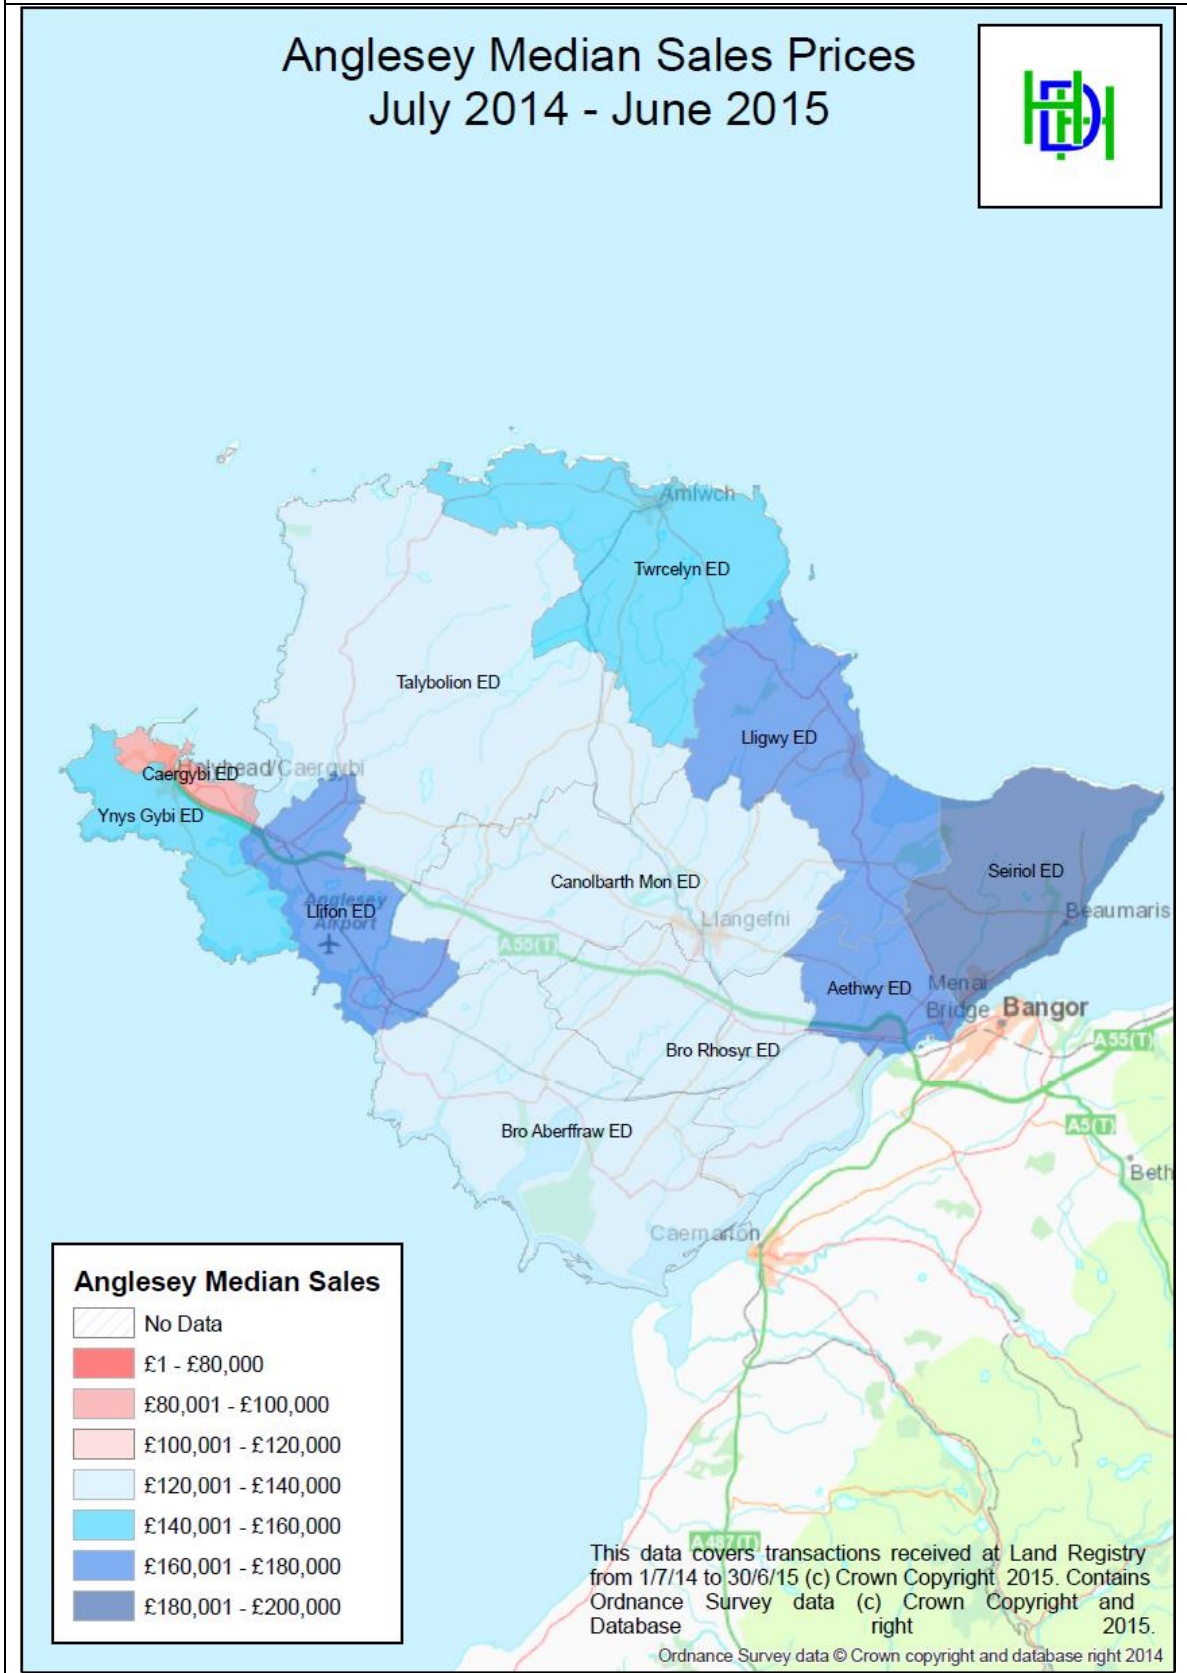 Anglesey Median Sales Prices
July 2014 - June 2015
HDH
Amlwch
Twrcelyn ED
Talybolion ED
Lligwy ED
Holyhead/Caergybi
Caergybi ED
Ynys Gybi ED
Seiriol ED
Canolbarth Mon ED
Anglesey
Llifon ED
Airport
Llangefni
Beaumaris
A55(T)
Aethwy ED
Menai
Bridge
Bangor
A55(T)
Bro Rhosyr ED
Bro Aberffraw ED
A5(T)
Beth
Caernarfon
Anglesey Median Sales
No Data
£1 - £80,000
£80,001 - £100,000
£100,001 - £120,000
£120,001 - £140,000
£140,001 - £160,000
£160,001 - £180,000
£180,001 - £200,000
A487(T)
This data covers transactions received at Land Registry
from 1/7/14 to 30/6/15 (c) Crown Copyright 2015. Contains
Ordnance Survey data (c) Crown Copyright and
Database right 2015.
Ordnance Survey data © Crown copyright and database right 2014